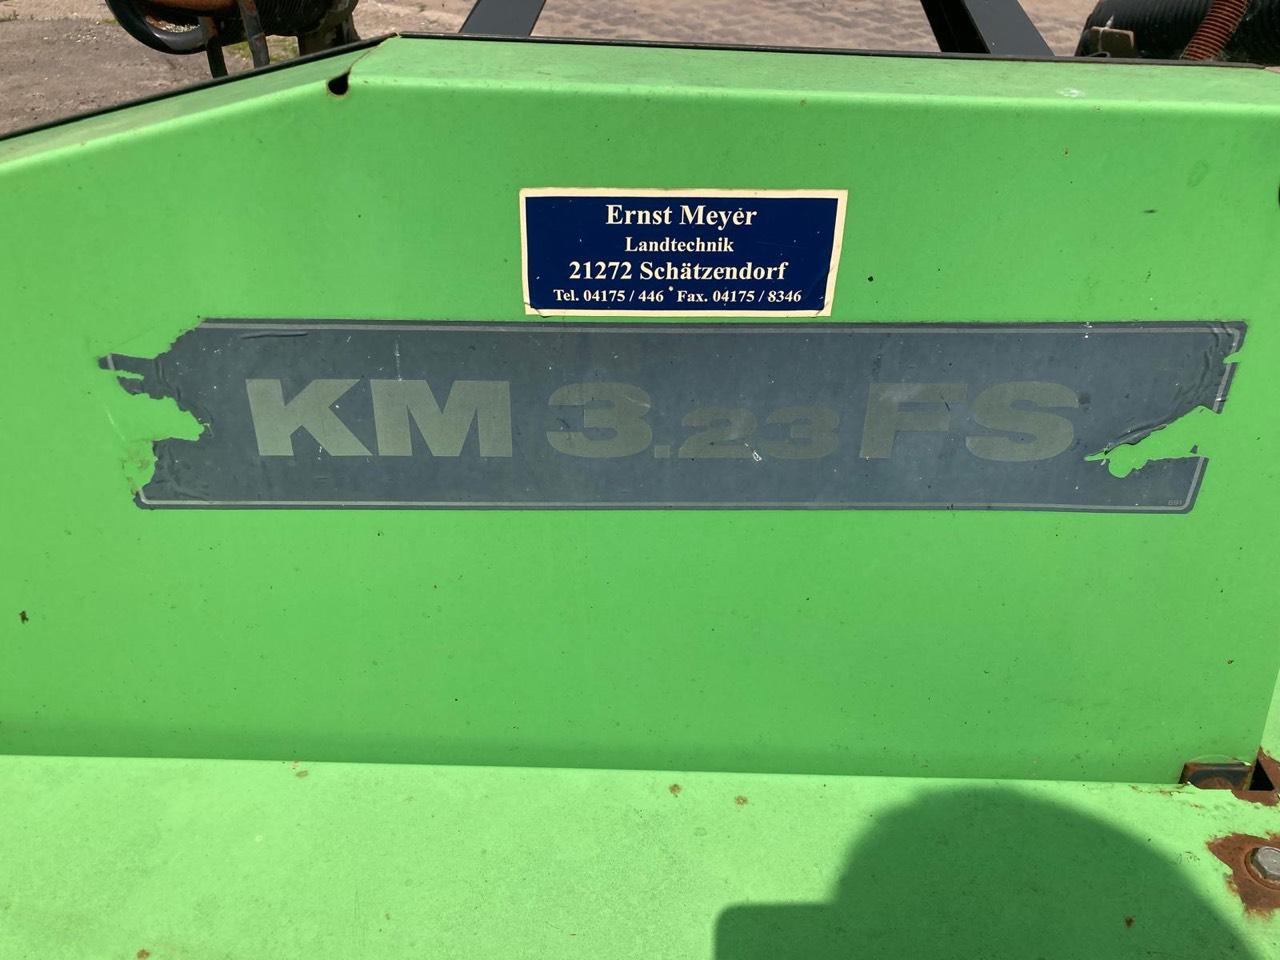 Ernst Meyer
Landtechnik
21272 Schätzendorf
Tel. 04175 / 446 Fax. 04175 / 8346
KM 3.23 FS